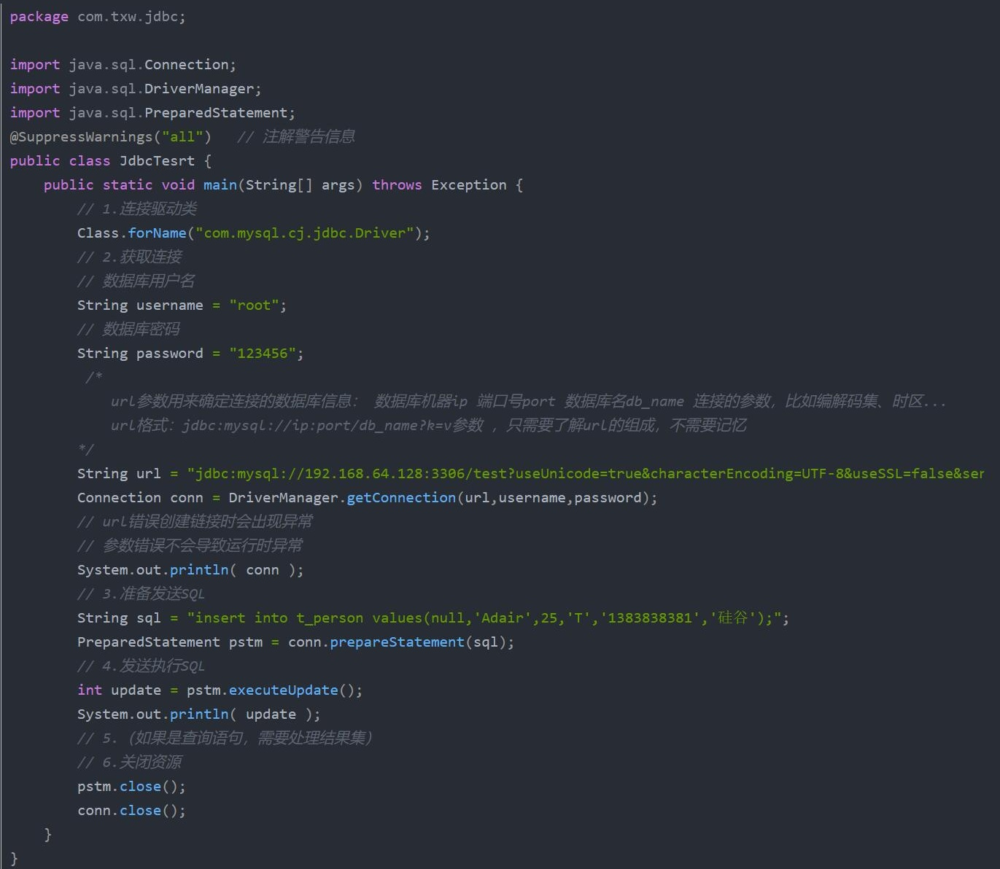 package com.txw.jdbc;
import java.sql.Connection;
import java.sql.DriverManager;
import java.sql.PreparedStatement;
@SuppressWarnings("all")   // 注解警告信息
public class JdbcTesrt {
    public static void main(String[] args) throws Exception {
        // 1.连接驱动类
        Class.forName("com.mysql.cj.jdbc.Driver");
        // 2.获取连接
        // 数据库用户名
        String username = "root";
        // 数据库密码
        String password = "123456";
         /*
            url参数用来确定连接的数据库信息： 数据库机器ip 端口号port 数据库名db_name 连接的参数，比如编解码集、时区...
            url格式：jdbc:mysql://ip:port/db_name?k=v参数 ，只需要了解url的组成，不需要记忆
        */
        String url = "jdbc:mysql://192.168.64.128:3306/test?useUnicode=true&characterEncoding=UTF-8&useSSL=false&ser
        Connection conn = DriverManager.getConnection(url,username,password);
        // url错误创建链接时会出现异常
        // 参数错误不会导致运行时异常
        System.out.println( conn );
        // 3.准备发送SQL
        String sql = "insert into t_person values(null,'Adair',25,'T','1383838381','硅谷');";
        PreparedStatement pstm = conn.prepareStatement(sql);
        // 4.发送执行SQL
        int update = pstm.executeUpdate();
        System.out.println( update );
        // 5.（如果是查询语句，需要处理结果集）
        // 6.关闭资源
        pstm.close();
        conn.close();
    }
}